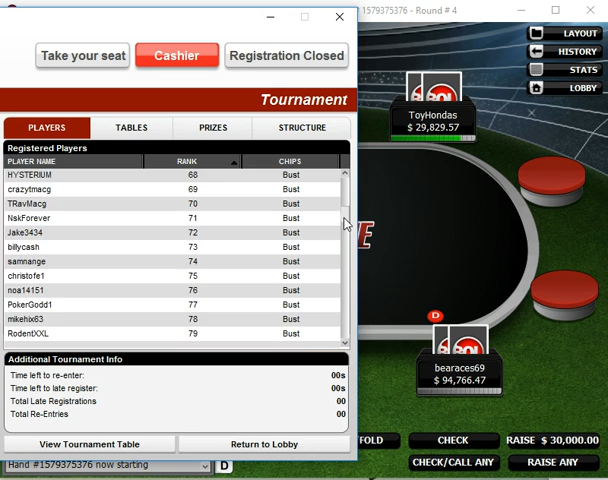 1579375376 - Round # 4
Take your seat
Cashier
Registration Closed
Tournament
PLAYERS TABLES PRIZES STRUCTURE
Registered Players
PLAYER NAME RANK CHIPS
HYSTERIUM 68 Bust
crazytmacg 69 Bust
TRavMacg 70 Bust
NskForever 71 Bust
Jake3434 72 Bust
billycash 73 Bust
samnange 74 Bust
christofe1 75 Bust
noa14151 76 Bust
PokerGodd1 77 Bust
mikehix63 78 Bust
RodentXXL 79 Bust
Additional Tournament Info
Time left to re-enter: 00s
Time left to late register: 00s
Total Late Registrations 00
Total Re-Entries 00
View Tournament Table
Return to Lobby
Hand #1579375376 now starting
D
LAYOUT
HISTORY
STATS
LOBBY
ToyHondas
$ 29,829.57
D
bearaces69
$ 94,766.47
FOLD
CHECK
RAISE $ 30,000.00
CHECK/CALL ANY
RAISE ANY